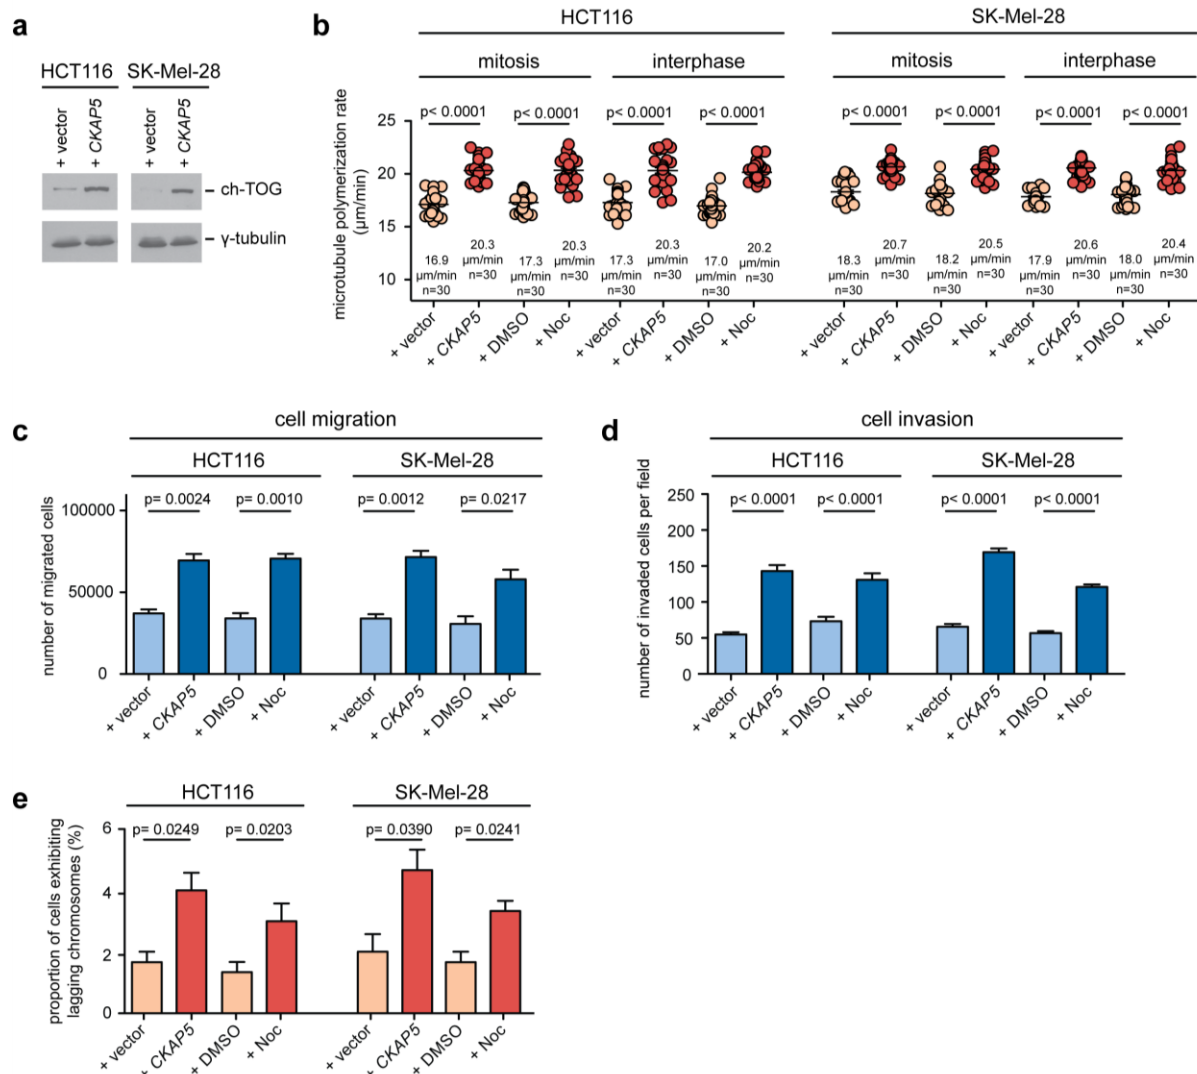 a
HCT116 SK-Mel-28
+ vector
+ CKAP5
+ vector
+ CKAP5
ch-TOG
γ-tubulin
b
HCT116 SK-Mel-28
mitosis interphase mitosis interphase
p< 0.0001 p< 0.0001 p< 0.0001 p< 0.0001 p< 0.0001 p< 0.0001 p< 0.0001 p< 0.0001
microtubule polymerization rate
(µm/min)
25
20
15
10
16.9
µm/min
n=30
20.3
µm/min
n=30
17.3
µm/min
n=30
20.3
µm/min
n=30
17.3
µm/min
n=30
20.3
µm/min
n=30
17.0
µm/min
n=30
20.2
µm/min
n=30
18.3
µm/min
n=30
20.7
µm/min
n=30
18.2
µm/min
n=30
20.5
µm/min
n=30
17.9
µm/min
n=30
20.6
µm/min
n=30
18.0
µm/min
n=30
20.4
µm/min
n=30
+ vector + CKAP5 + DMSO + Noc + vector + CKAP5 + DMSO + Noc + vector + CKAP5 + DMSO + Noc + vector + CKAP5 + DMSO + Noc
c
cell migration
HCT116 SK-Mel-28
p= 0.0024 p= 0.0010 p= 0.0012 p= 0.0217
number of migrated cells
100000
50000
0
+ vector + CKAP5 + DMSO + Noc + vector + CKAP5 + DMSO + Noc
d
cell invasion
HCT116 SK-Mel-28
p< 0.0001 p< 0.0001 p< 0.0001 p< 0.0001
number of invaded cells per field
250
200
150
100
50
0
+ vector + CKAP5 + DMSO + Noc + vector + CKAP5 + DMSO + Noc
e
HCT116 SK-Mel-28
p= 0.0249 p= 0.0203 p= 0.0390 p= 0.0241
proportion of cells exhibiting
lagging chromosomes (%)
6
4
2
0
+ vector + CKAP5 + DMSO + Noc + vector + CKAP5 + DMSO + Noc